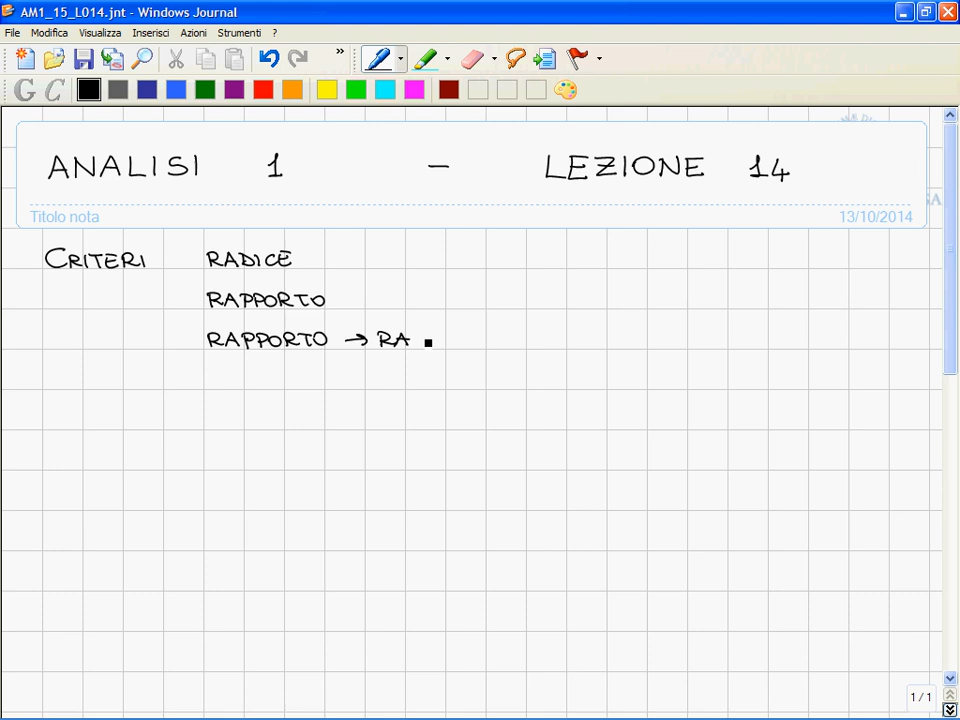 AM1_15_L014.jnt - Windows Journal
File Modifica Visualizza Inserisci Azioni Strumenti ?
G C
ANALISI 1 - LEZIONE 14
Titolo nota 13/10/2014
CRITERI RADICE
RAPPORTO
RAPPORTO → RA
1 / 1